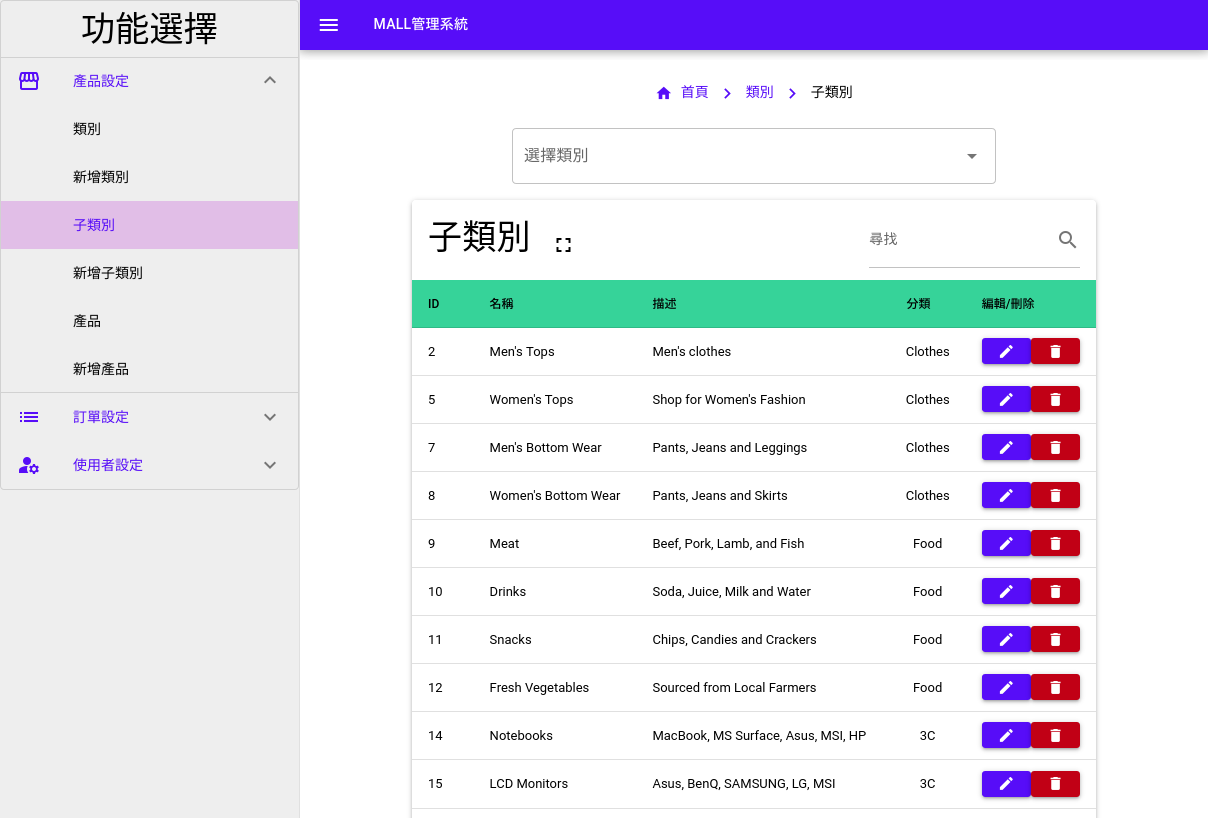 功能選擇
產品設定
類別
新增類別
子類別
新增子類別
產品
新增產品
訂單設定
使用者設定
MALL管理系統
首頁 類別 子類別
選擇類別
子類別
尋找
ID 名稱 描述 分類 編輯/刪除
2 Men's Tops Men's clothes Clothes
5 Women's Tops Shop for Women's Fashion Clothes
7 Men's Bottom Wear Pants, Jeans and Leggings Clothes
8 Women's Bottom Wear Pants, Jeans and Skirts Clothes
9 Meat Beef, Pork, Lamb, and Fish Food
10 Drinks Soda, Juice, Milk and Water Food
11 Snacks Chips, Candies and Crackers Food
12 Fresh Vegetables Sourced from Local Farmers Food
14 Notebooks MacBook, MS Surface, Asus, MSI, HP 3C
15 LCD Monitors Asus, BenQ, SAMSUNG, LG, MSI 3C